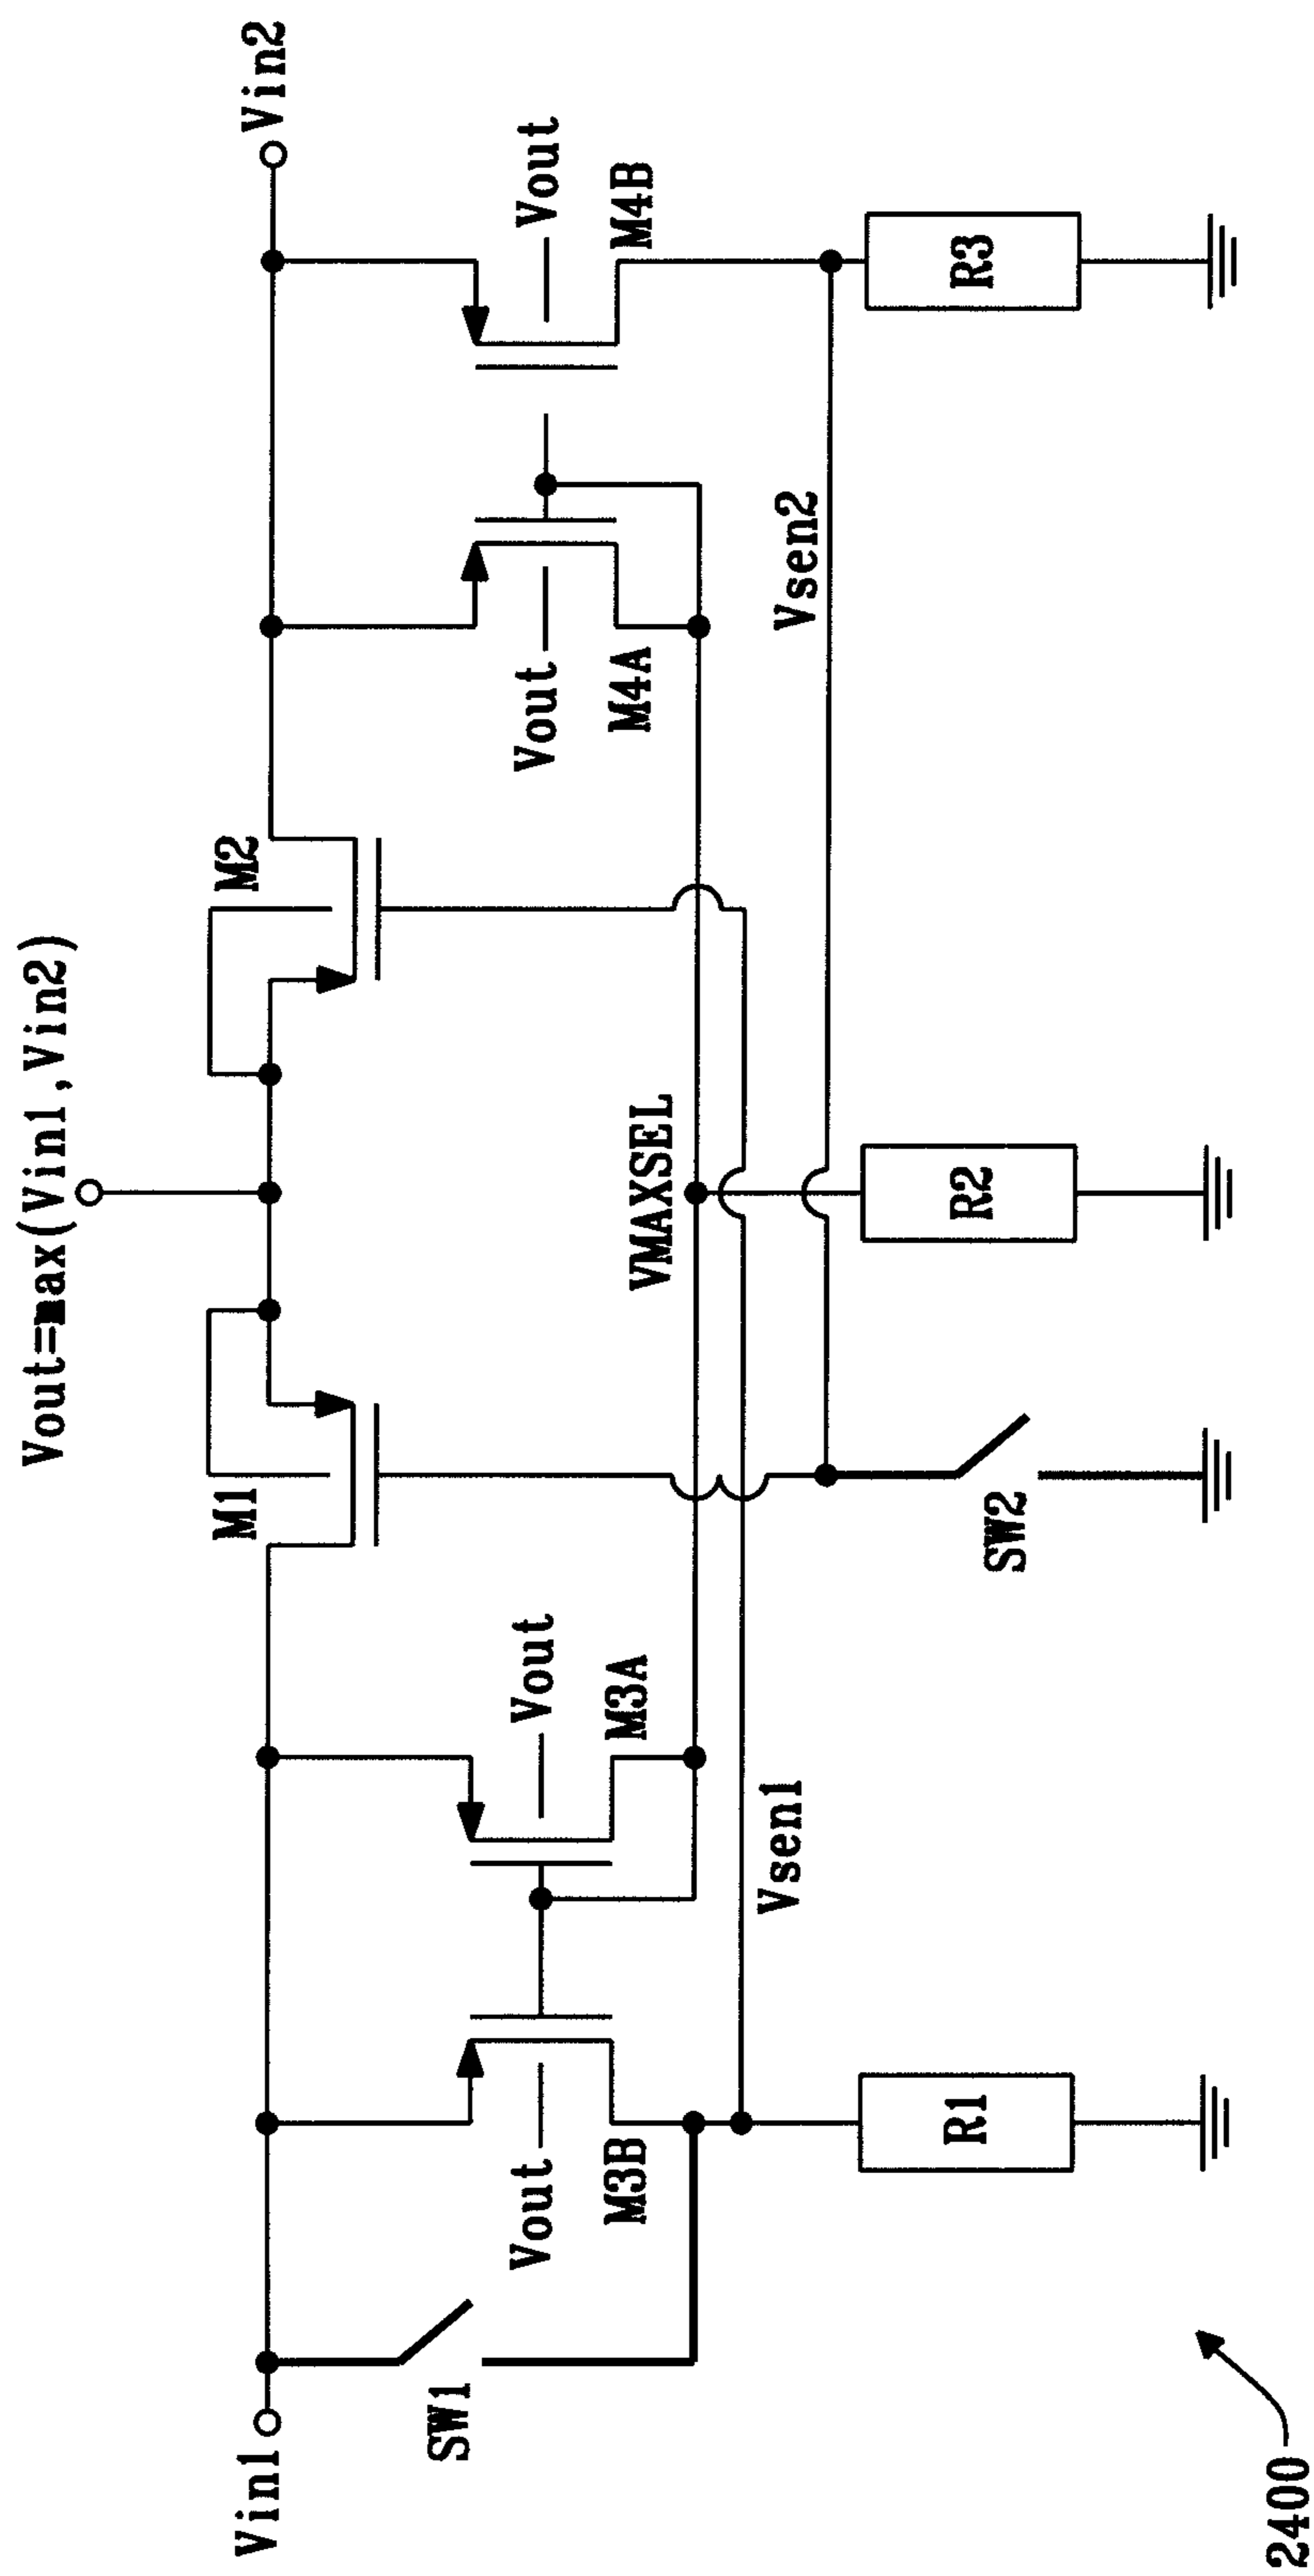 Vout=max(Vin1,Vin2)
Vin1
M1
M2
Vin2
SW1
Vout
M3B
Vout
M3A
Vout
M4A
Vout
M4B
VMAXSEL
Vsen1
Vsen2
R1
SW2
R2
R3
2400